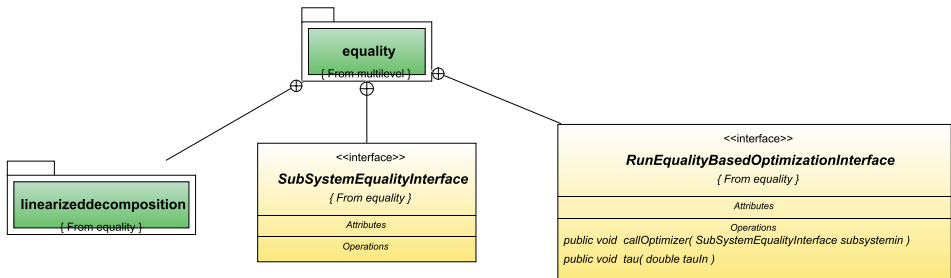 equality
{ From multilevel }
linearizeddecomposition
{ From equality }
<<interface>>
SubSystemEqualityInterface
{ From equality }
Attributes
Operations
<<interface>>
RunEqualityBasedOptimizationInterface
{ From equality }
Attributes
Operations
public void callOptimizer( SubSystemEqualityInterface subsystemin )
public void tau( double tauIn )